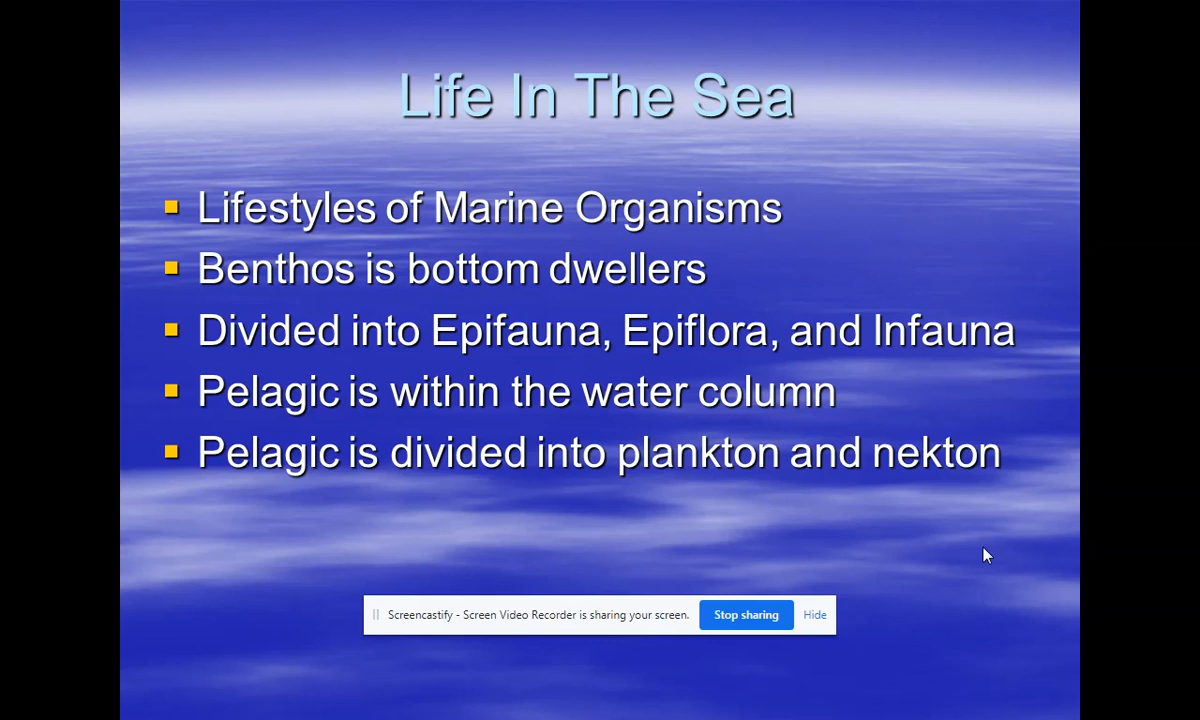 Life In The Sea
Lifestyles of Marine Organisms
Benthos is bottom dwellers
Divided into Epifauna, Epiflora, and Infauna
Pelagic is within the water column
Pelagic is divided into plankton and nekton
Screencastify - Screen Video Recorder is sharing your screen. Stop sharing Hide